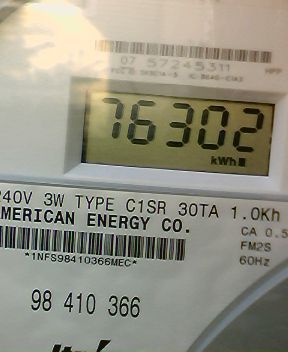 07 57245311
76302
kWh
240V 3W TYPE C1SR 30TA 1.0Kh
AMERICAN ENERGY CO.
CA 0.5
FM2S
60Hz
*1NFS98410366MEC*
98 410 366